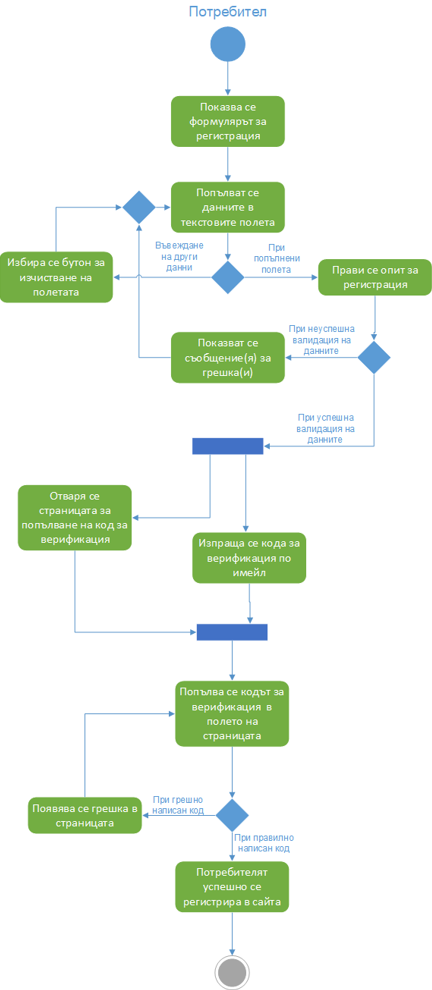 Потребител
Показва се
формулярът за
регистрация
Попълват се
данните в
текстовите полета
Въвеждане
на други
данни
При
попълнени
полета
Избира се бутон за
изчистване на
полетата
Прави се опит за
регистрация
При неуспешна
валидация на
данните
Показват се
съобщение(я) за
грешка(и)
При успешна
валидация на
данните
Отваря се
страницата за
попълване на код за
верификация
Изпраща се кода за
верификация по
имейл
Попълва се кодът за
верификация в
полето на
страницата
При грешно
написан код
Появява се грешка в
страницата
При правилно
написан код
Потребителят
успешно се
регистрира в сайта